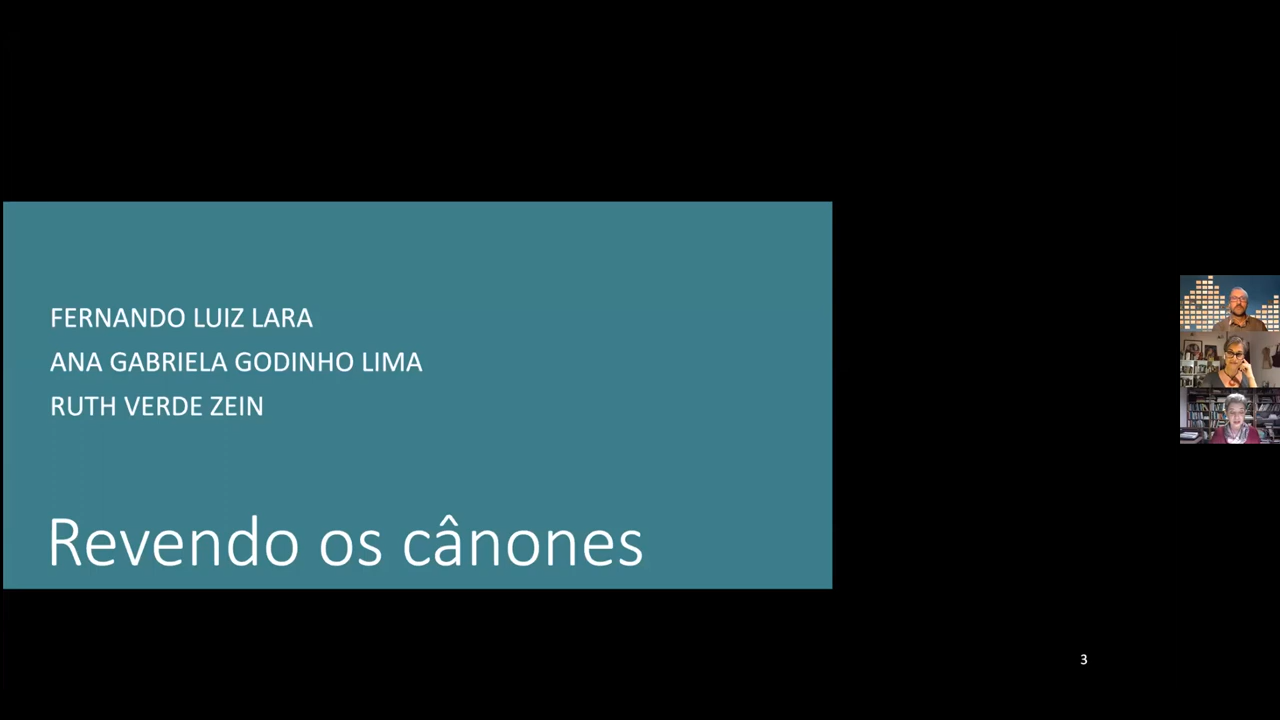 FERNANDO LUIZ LARA
ANA GABRIELA GODINHO LIMA
RUTH VERDE ZEIN
Revendo os cânones
3